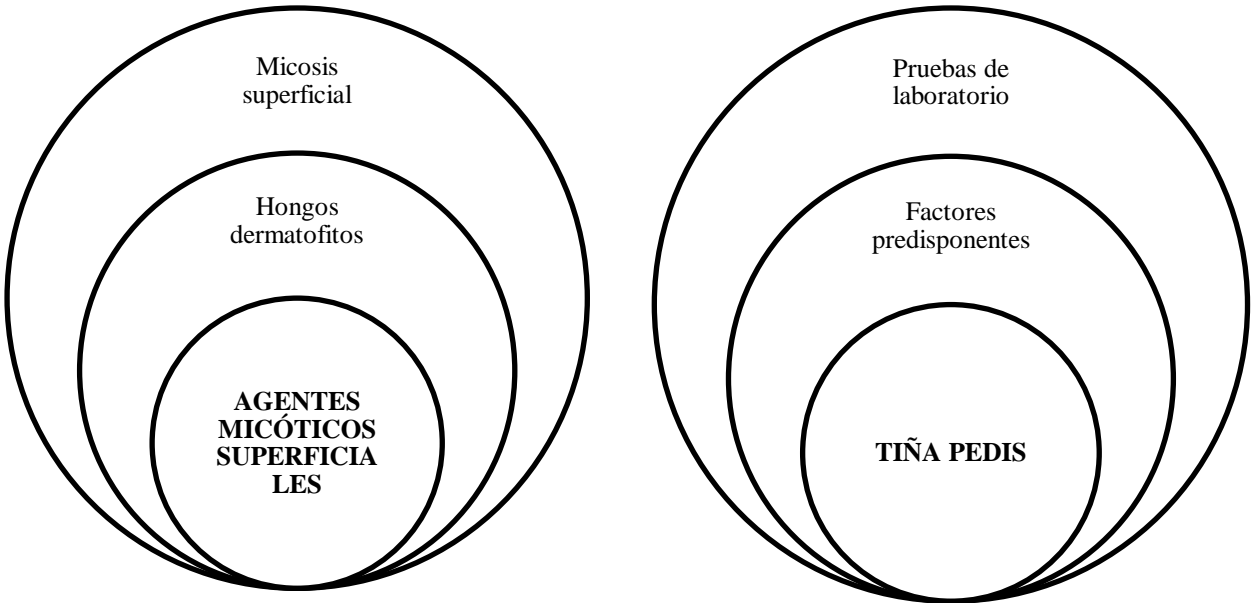 Micosis
superficial
Hongos
dermatofitos
AGENTES
MICÓTICOS
SUPERFICIA
LES
Pruebas de
laboratorio
Factores
predisponentes
TIÑA PEDIS